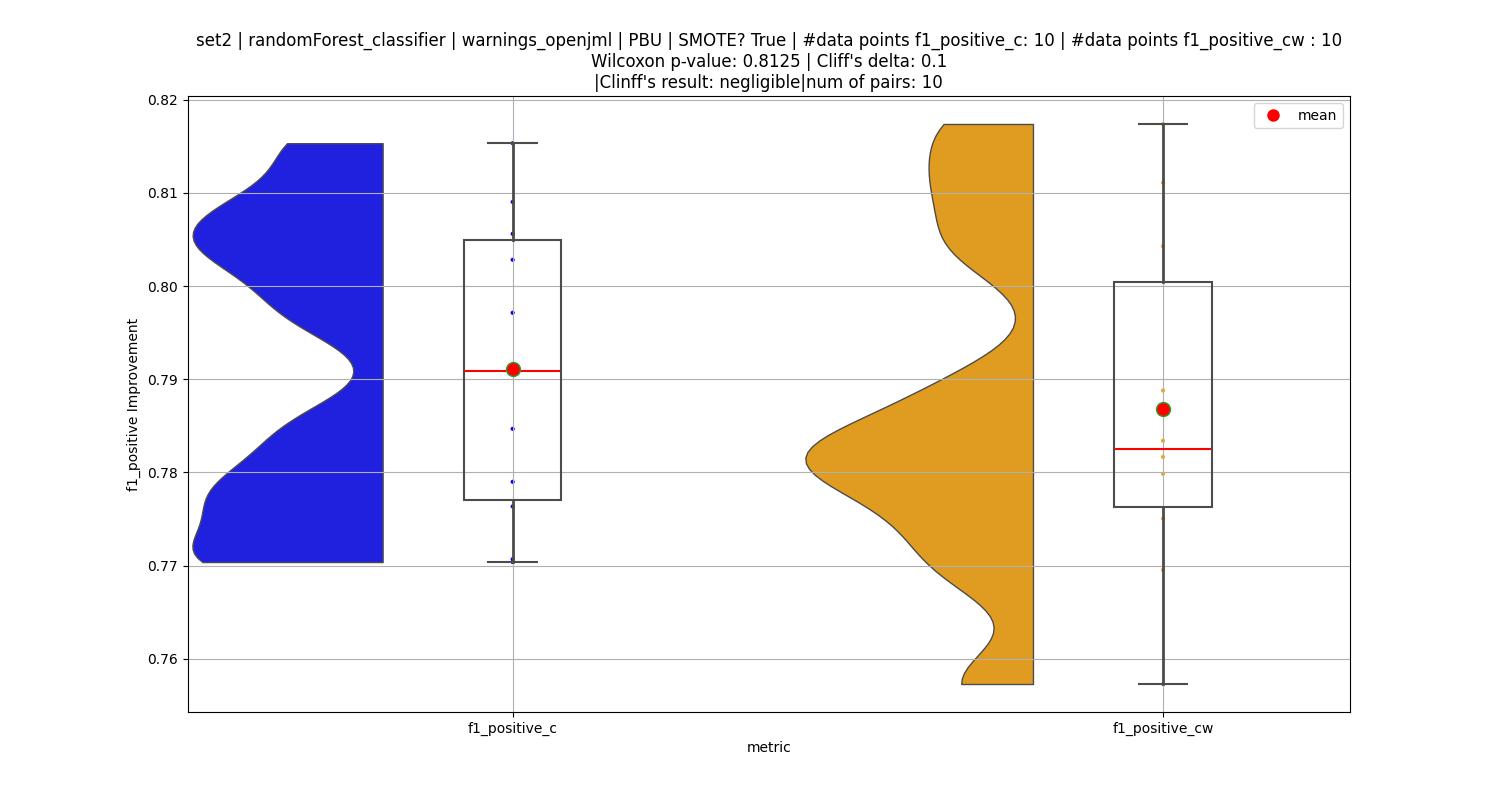 set2 | randomForest_classifier | warnings_openjml | PBU | SMOTE? True | #data points f1_positive_c: 10 | #data points f1_positive_cw : 10
Wilcoxon p-value: 0.8125 | Cliff's delta: 0.1
|Clinff's result: negligible|num of pairs: 10
mean
0.82
0.81
0.80
0.79
0.78
0.77
0.76
f1_positive Improvement
f1_positive_c
f1_positive_cw
metric